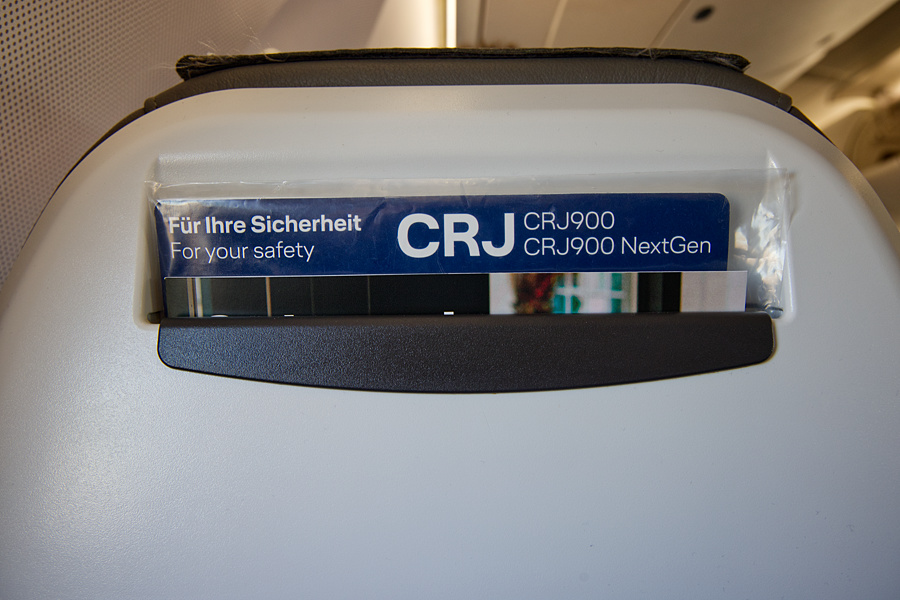 Für Ihre Sicherheit
For your safety
CRJ
CRJ900
CRJ900 NextGen